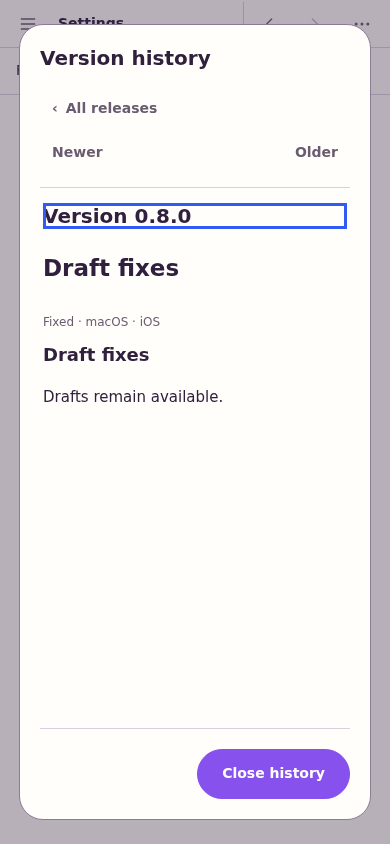 Settings
Version history
‹ All releases
Newer
Older
Version 0.8.0
Draft fixes
Fixed · macOS · iOS
Draft fixes
Drafts remain available.
Close history